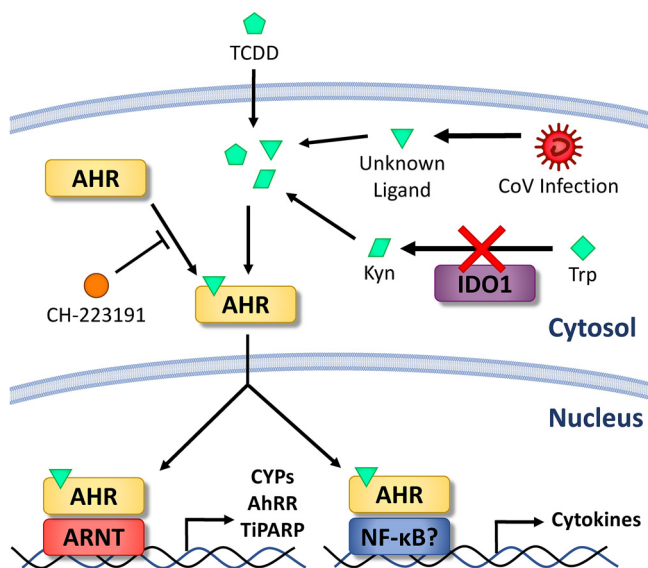 TCDD
AHR
Unknown
Ligand
CoV Infection
Kyn
IDO1
Trp
CH-223191
AHR
Cytosol
Nucleus
AHR
ARNT
CYPs
AhRR
TiPARP
AHR
NF-κB?
Cytokines